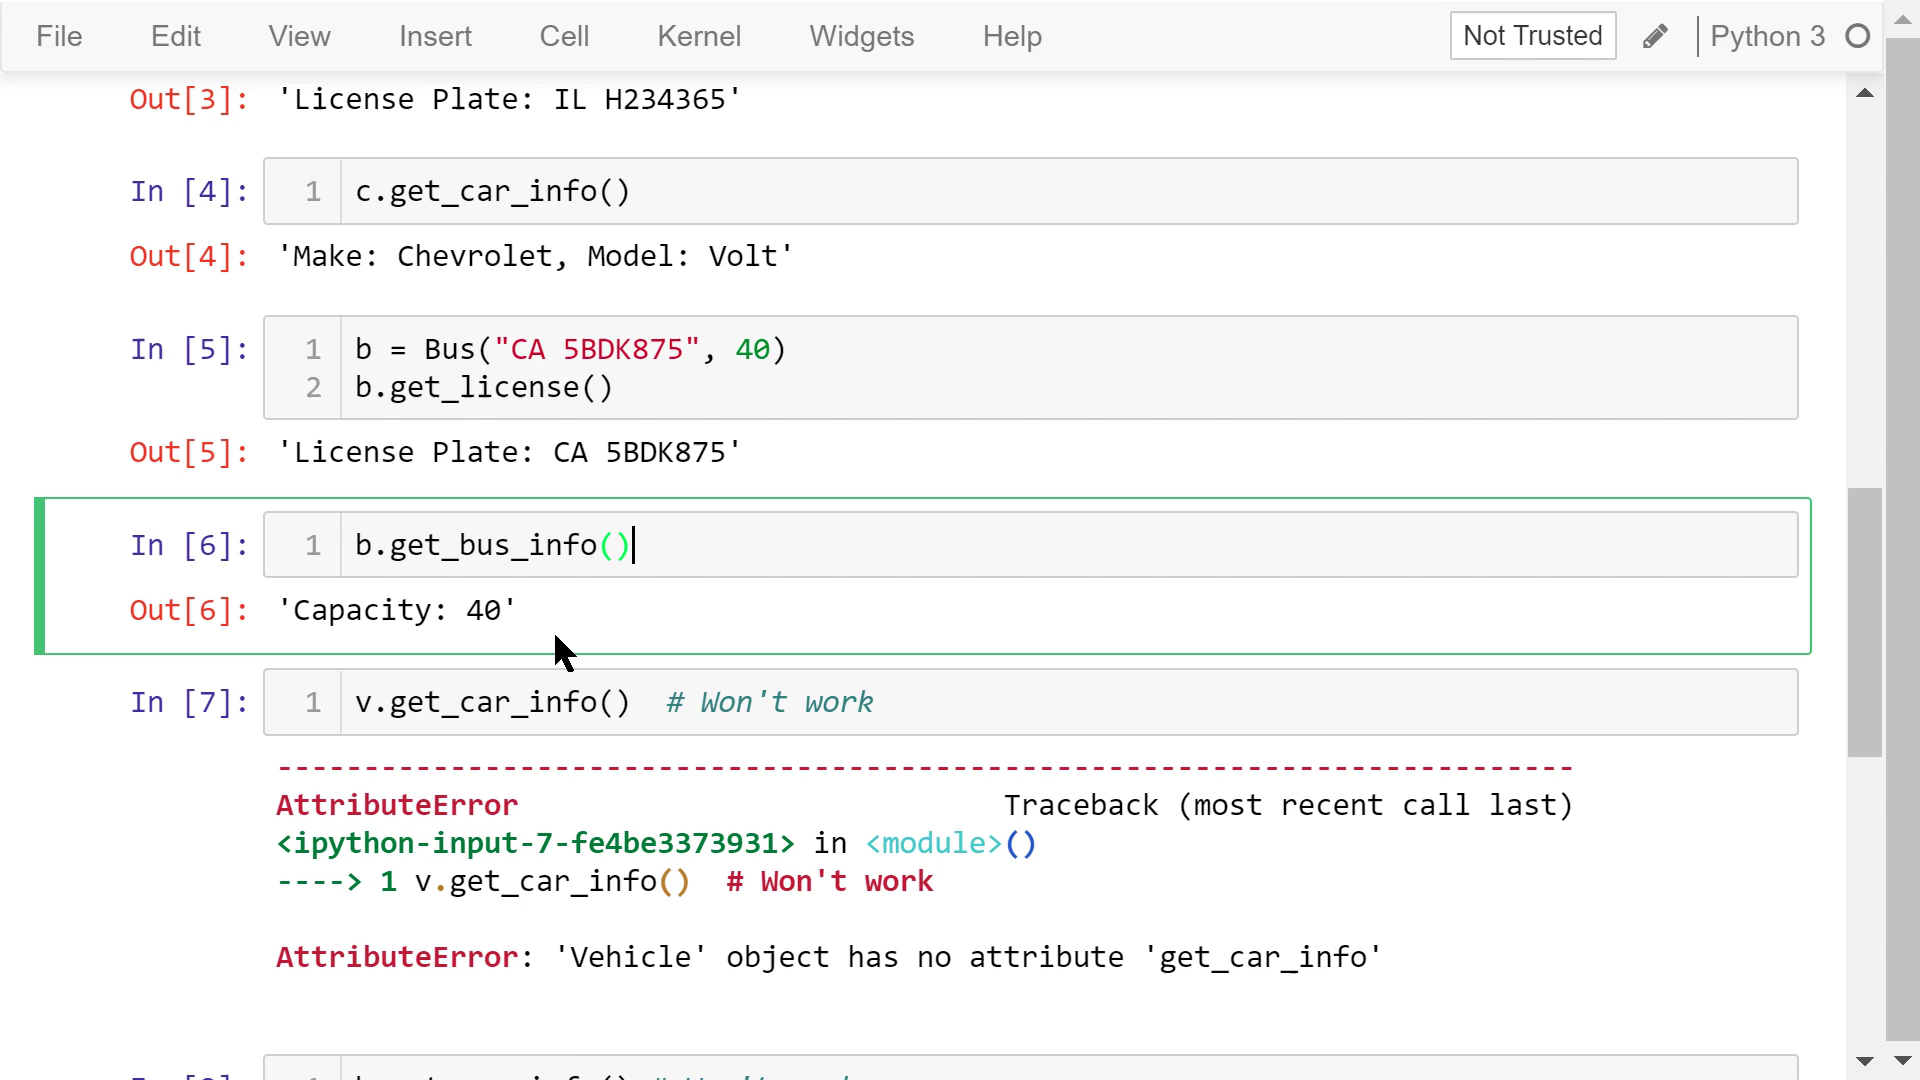 File Edit View Insert Cell Kernel Widgets Help Not Trusted Python 3
Out[3]: 'License Plate: IL H234365'
In [4]: 1 c.get_car_info()
Out[4]: 'Make: Chevrolet, Model: Volt'
In [5]: 1 b = Bus("CA 5BDK875", 40)
2 b.get_license()
Out[5]: 'License Plate: CA 5BDK875'
In [6]: 1 b.get_bus_info()
Out[6]: 'Capacity: 40'
In [7]: 1 v.get_car_info()  # Won't work
---------------------------------------------------------------------------
AttributeError                            Traceback (most recent call last)
<ipython-input-7-fe4be3373931> in <module>()
----> 1 v.get_car_info()  # Won't work
AttributeError: 'Vehicle' object has no attribute 'get_car_info'